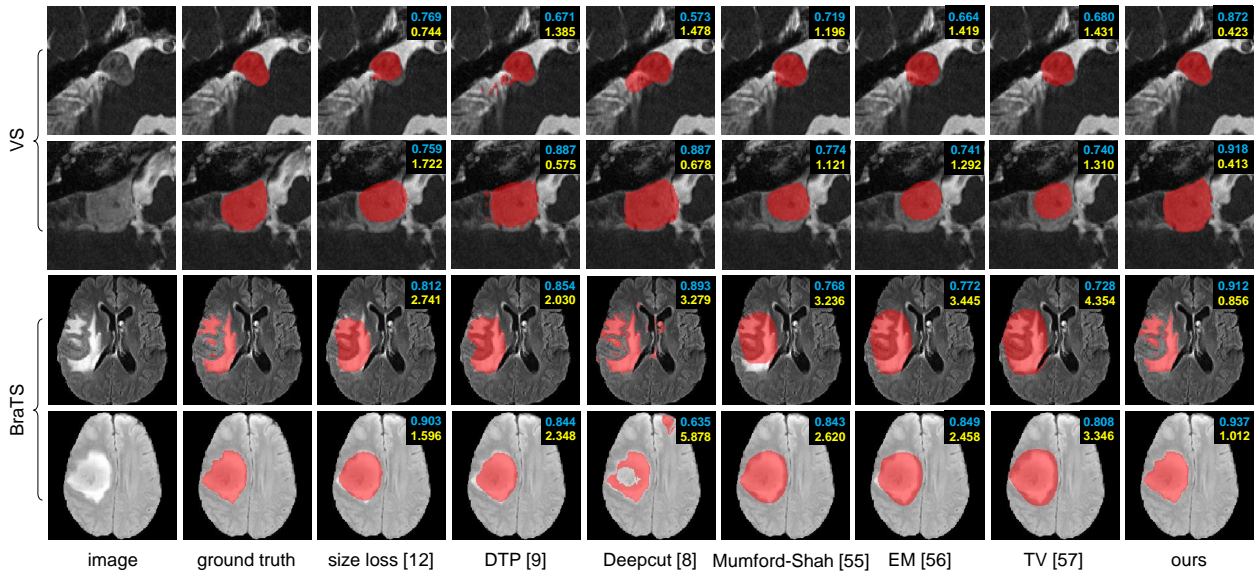 0.769 0.671 0.573 0.719 0.664 0.680 0.872
0.744 1.385 1.478 1.196 1.419 1.431 0.423
VS
0.759 0.887 0.887 0.774 0.741 0.740 0.918
1.722 0.575 0.678 1.121 1.292 1.310 0.413
0.812 0.854 0.893 0.768 0.772 0.728 0.912
2.741 2.030 3.279 3.236 3.445 4.354 0.856
BraTS
0.903 0.844 0.635 0.843 0.849 0.808 0.937
1.596 2.348 5.878 2.620 2.458 3.346 1.012
image ground truth size loss [12] DTP [9] Deepcut [8] Mumford-Shah [55] EM [56] TV [57] ours